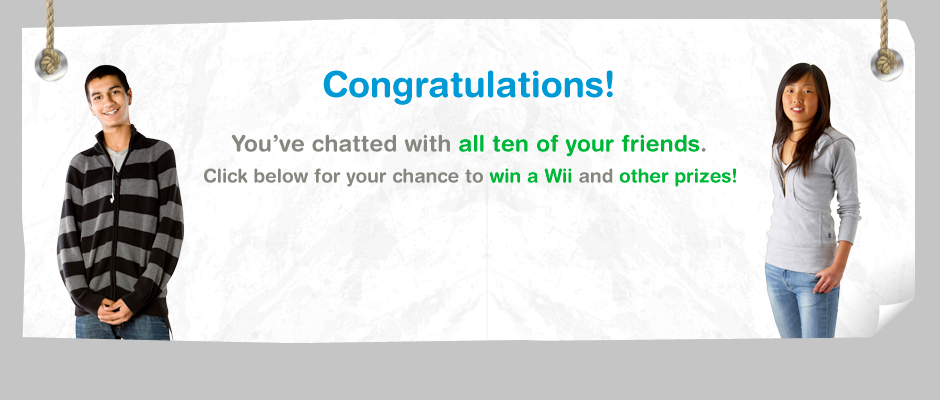 Congratulations!
You’ve chatted with all ten of your friends.
Click below for your chance to win a Wii and other prizes!